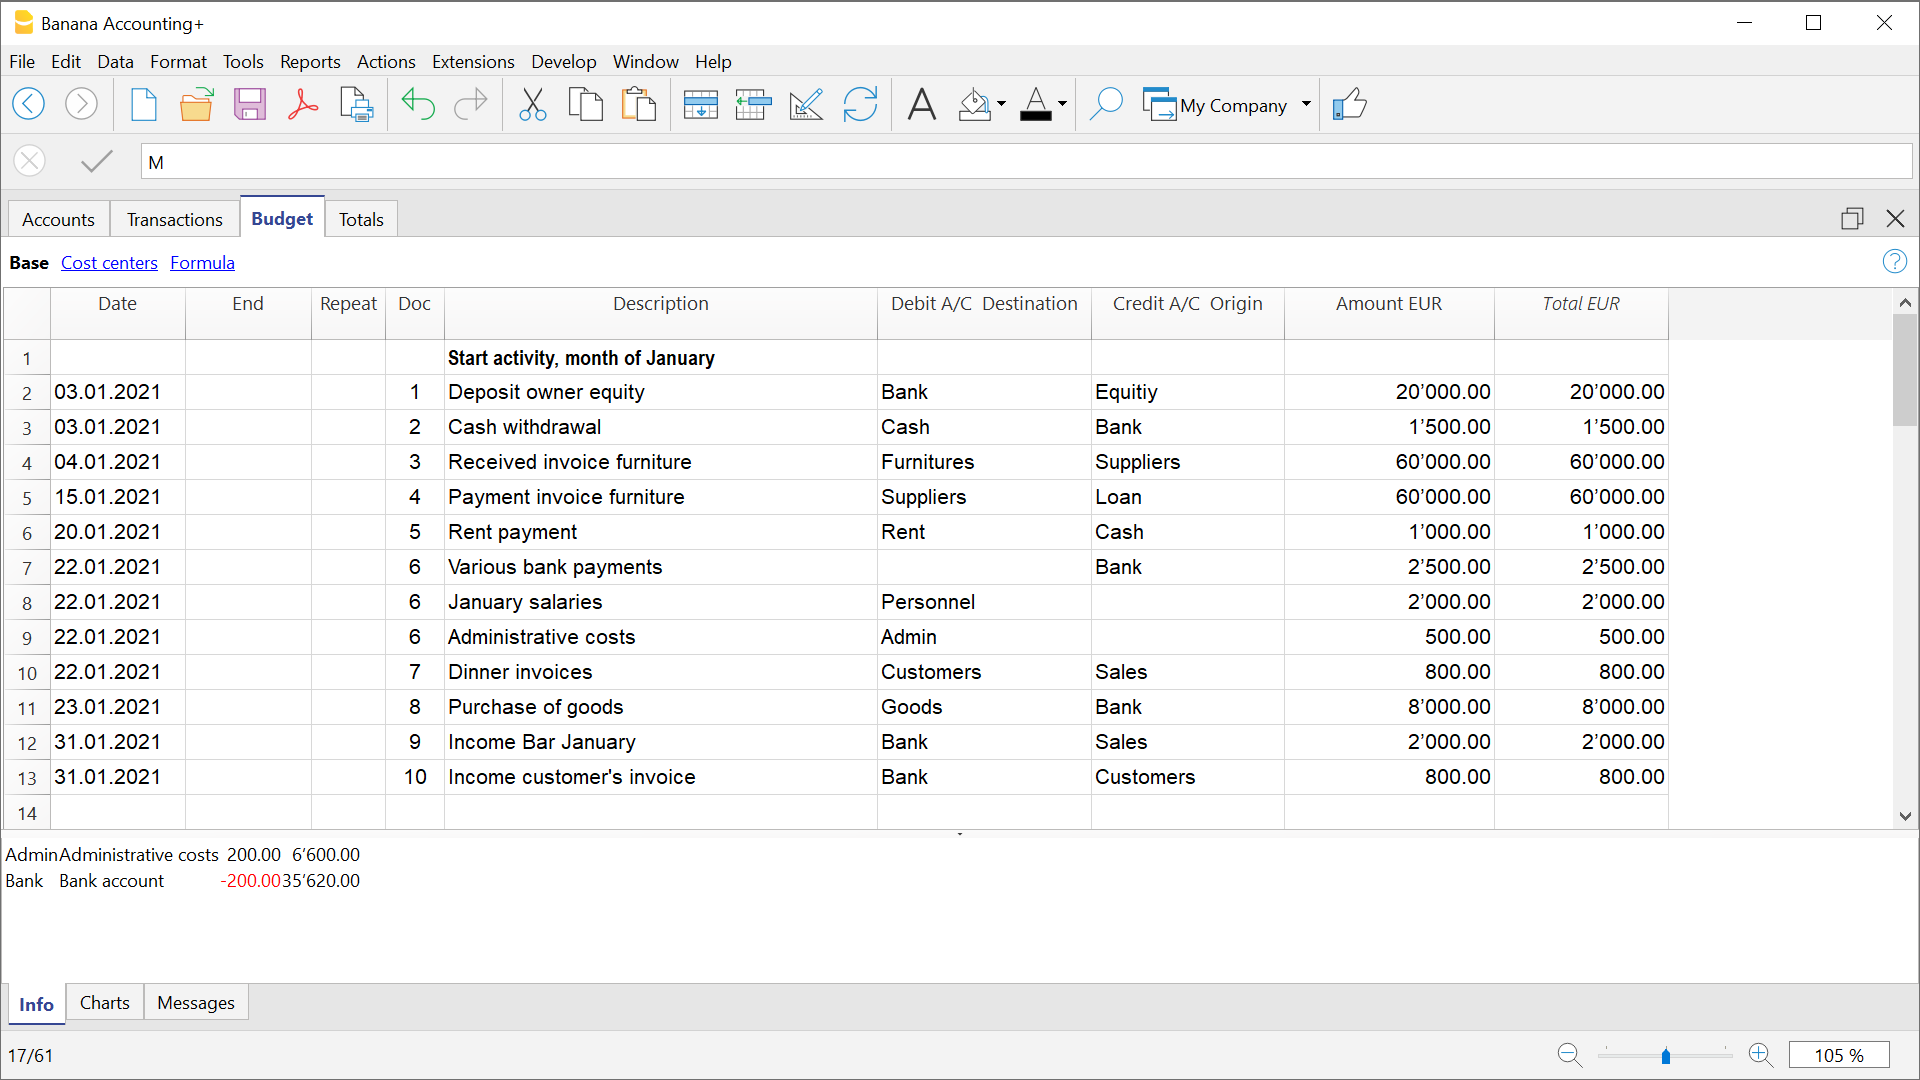 Banana Accounting+
File Edit Data Format Tools Reports Actions Extensions Develop Window Help
My Company
M
Accounts Transactions Budget Totals
Base Cost centers Formula
Date End Repeat Doc Description Debit A/C Destination Credit A/C Origin Amount EUR Total EUR
1 Start activity, month of January
2 03.01.2021 1 Deposit owner equity Bank Equitiy 20’000.00 20’000.00
3 03.01.2021 2 Cash withdrawal Cash Bank 1’500.00 1’500.00
4 04.01.2021 3 Received invoice furniture Furnitures Suppliers 60’000.00 60’000.00
5 15.01.2021 4 Payment invoice furniture Suppliers Loan 60’000.00 60’000.00
6 20.01.2021 5 Rent payment Rent Cash 1’000.00 1’000.00
7 22.01.2021 6 Various bank payments Bank 2’500.00 2’500.00
8 22.01.2021 6 January salaries Personnel 2’000.00 2’000.00
9 22.01.2021 6 Administrative costs Admin 500.00 500.00
10 22.01.2021 7 Dinner invoices Customers Sales 800.00 800.00
11 23.01.2021 8 Purchase of goods Goods Bank 8’000.00 8’000.00
12 31.01.2021 9 Income Bar January Bank Sales 2’000.00 2’000.00
13 31.01.2021 10 Income customer's invoice Bank Customers 800.00 800.00
14
Admin Administrative costs 200.00 6’600.00
Bank Bank account -200.00 35’620.00
Info Charts Messages
17/61 105 %